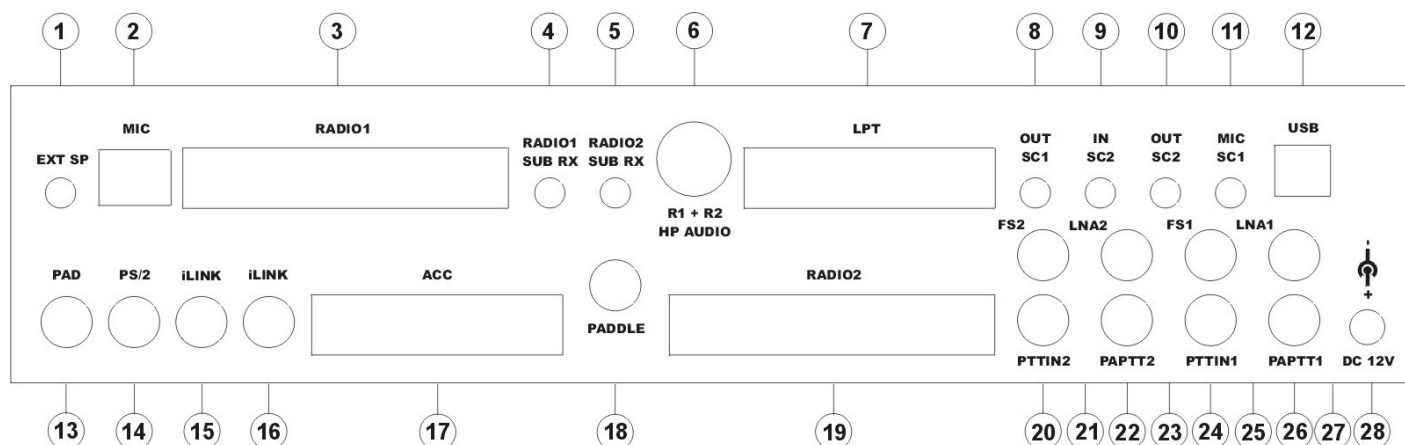 1 2 3 4 5 6 7 8 9 10 11 12
MIC RADIO1 LPT USB
EXT SP
RADIO1
SUB RX
RADIO2
SUB RX
R1 + R2
HP AUDIO
OUT
SC1
IN
SC2
OUT
SC2
MIC
SC1
FS2 LNA2 FS1 LNA1
PAD PS/2 iLINK iLINK ACC RADIO2
PADDLE
- 
+
PTTIN2 PAPTT2 PTTIN1 PAPTT1 DC 12V
13 14 15 16 17 18 19 20 21 22 23 24 25 26 27 28